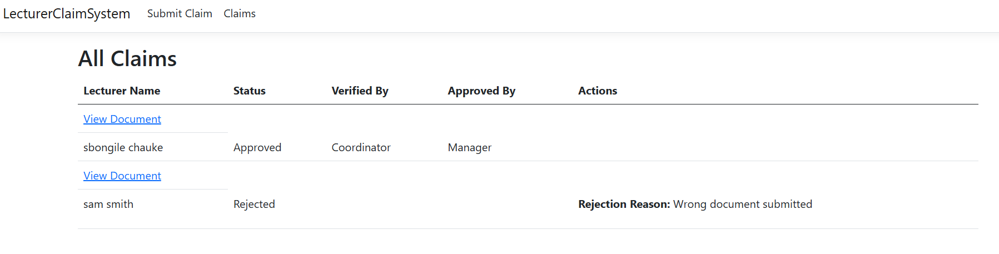 LecturerClaimSystem Submit Claim Claims
All Claims
Lecturer Name Status Verified By Approved By Actions
View Document
sbongile chauke Approved Coordinator Manager
View Document
sam smith Rejected Rejection Reason: Wrong document submitted